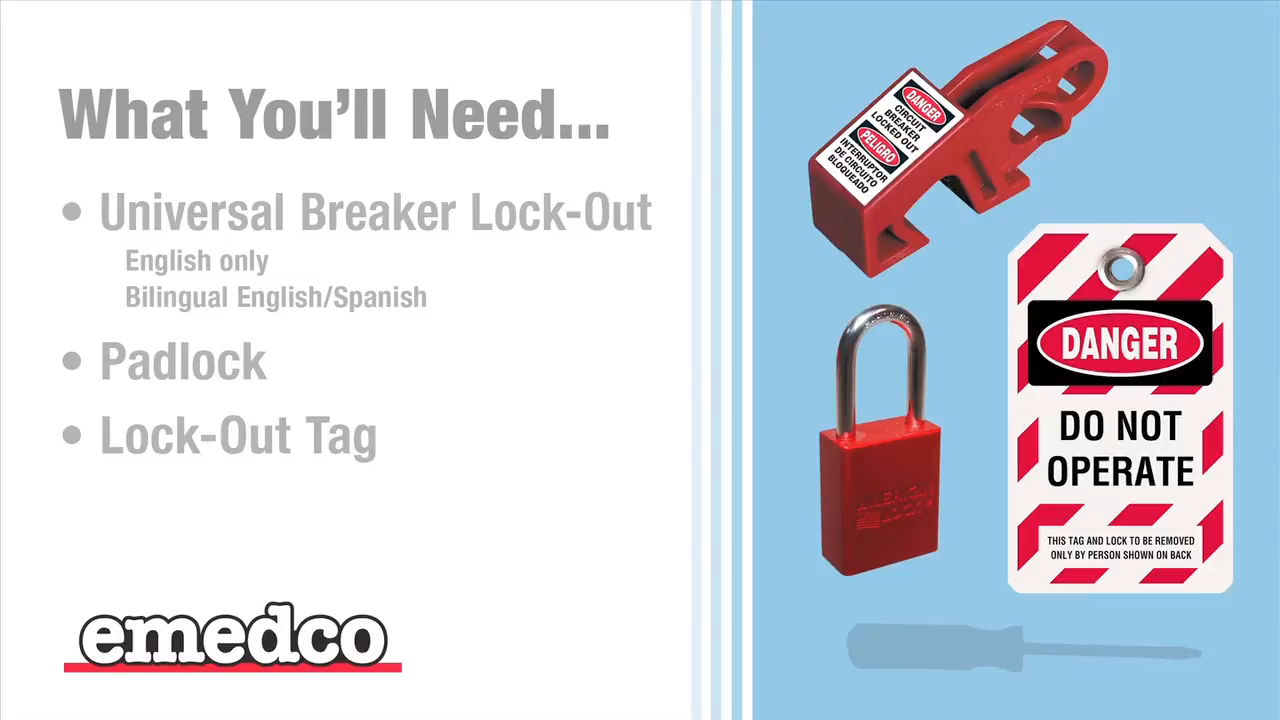 What You'll Need...
• Universal Breaker Lock-Out
English only
Bilingual English/Spanish
• Padlock
• Lock-Out Tag
emedco
DANGER
CIRCUIT
BREAKER
LOCKED OUT
PELIGRO
INTERRUPTOR
DE CIRCUITO
BLOQUEADO
AMERICAN
LOCK
DANGER
DO NOT
OPERATE
THIS TAG AND LOCK TO BE REMOVED
ONLY BY PERSON SHOWN ON BACK